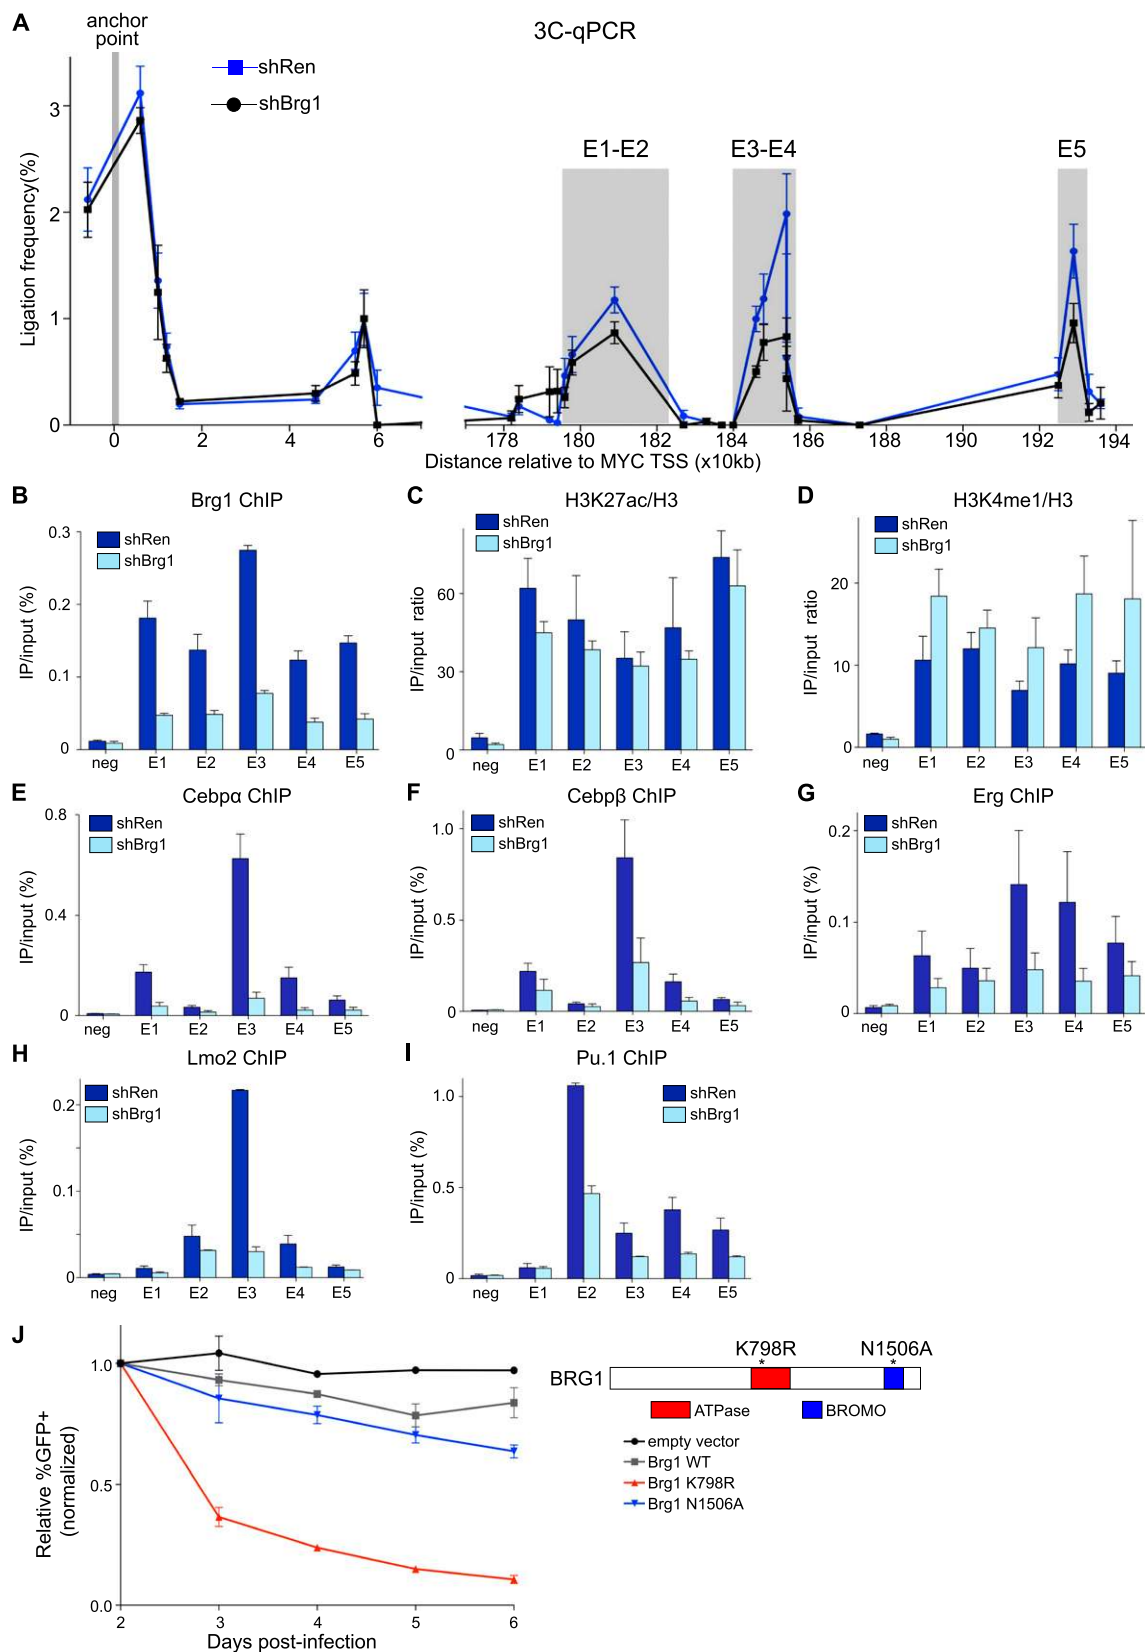 A
anchor
point
3C-qPCR
shRen
shBrg1
E1-E2
E3-E4
E5
Ligation frequency(%)
3
2
1
0
0 2 4 6 178 180 182 184 186 188 190 192 194
Distance relative to MYC TSS (x10kb)
B
Brg1 ChIP
shRen
shBrg1
IP/input (%)
0.3
0.2
0.1
0
neg E1 E2 E3 E4 E5
C
H3K27ac/H3
shRen
shBrg1
IP/input ratio
60
30
0
neg E1 E2 E3 E4 E5
D
H3K4me1/H3
shRen
shBrg1
IP/input ratio
20
10
0
neg E1 E2 E3 E4 E5
E
Cebpα ChIP
shRen
shBrg1
IP/input (%)
0.8
0.4
0
neg E1 E2 E3 E4 E5
F
Cebpβ ChIP
shRen
shBrg1
IP/input (%)
1.0
0.5
0
neg E1 E2 E3 E4 E5
G
Erg ChIP
shRen
shBrg1
IP/input (%)
0.2
0.1
0
neg E1 E2 E3 E4 E5
H
Lmo2 ChIP
shRen
shBrg1
IP/input (%)
0.2
0.1
0
neg E1 E2 E3 E4 E5
I
Pu.1 ChIP
shRen
shBrg1
IP/input (%)
1.0
0.5
0
neg E1 E2 E3 E4 E5
J
Relative %GFP+
(normalized)
1.0
0.5
0.0
2 3 4 5 6
Days post-infection
K798R
N1506A
*
*
BRG1
ATPase
BROMO
empty vector
Brg1 WT
Brg1 K798R
Brg1 N1506A